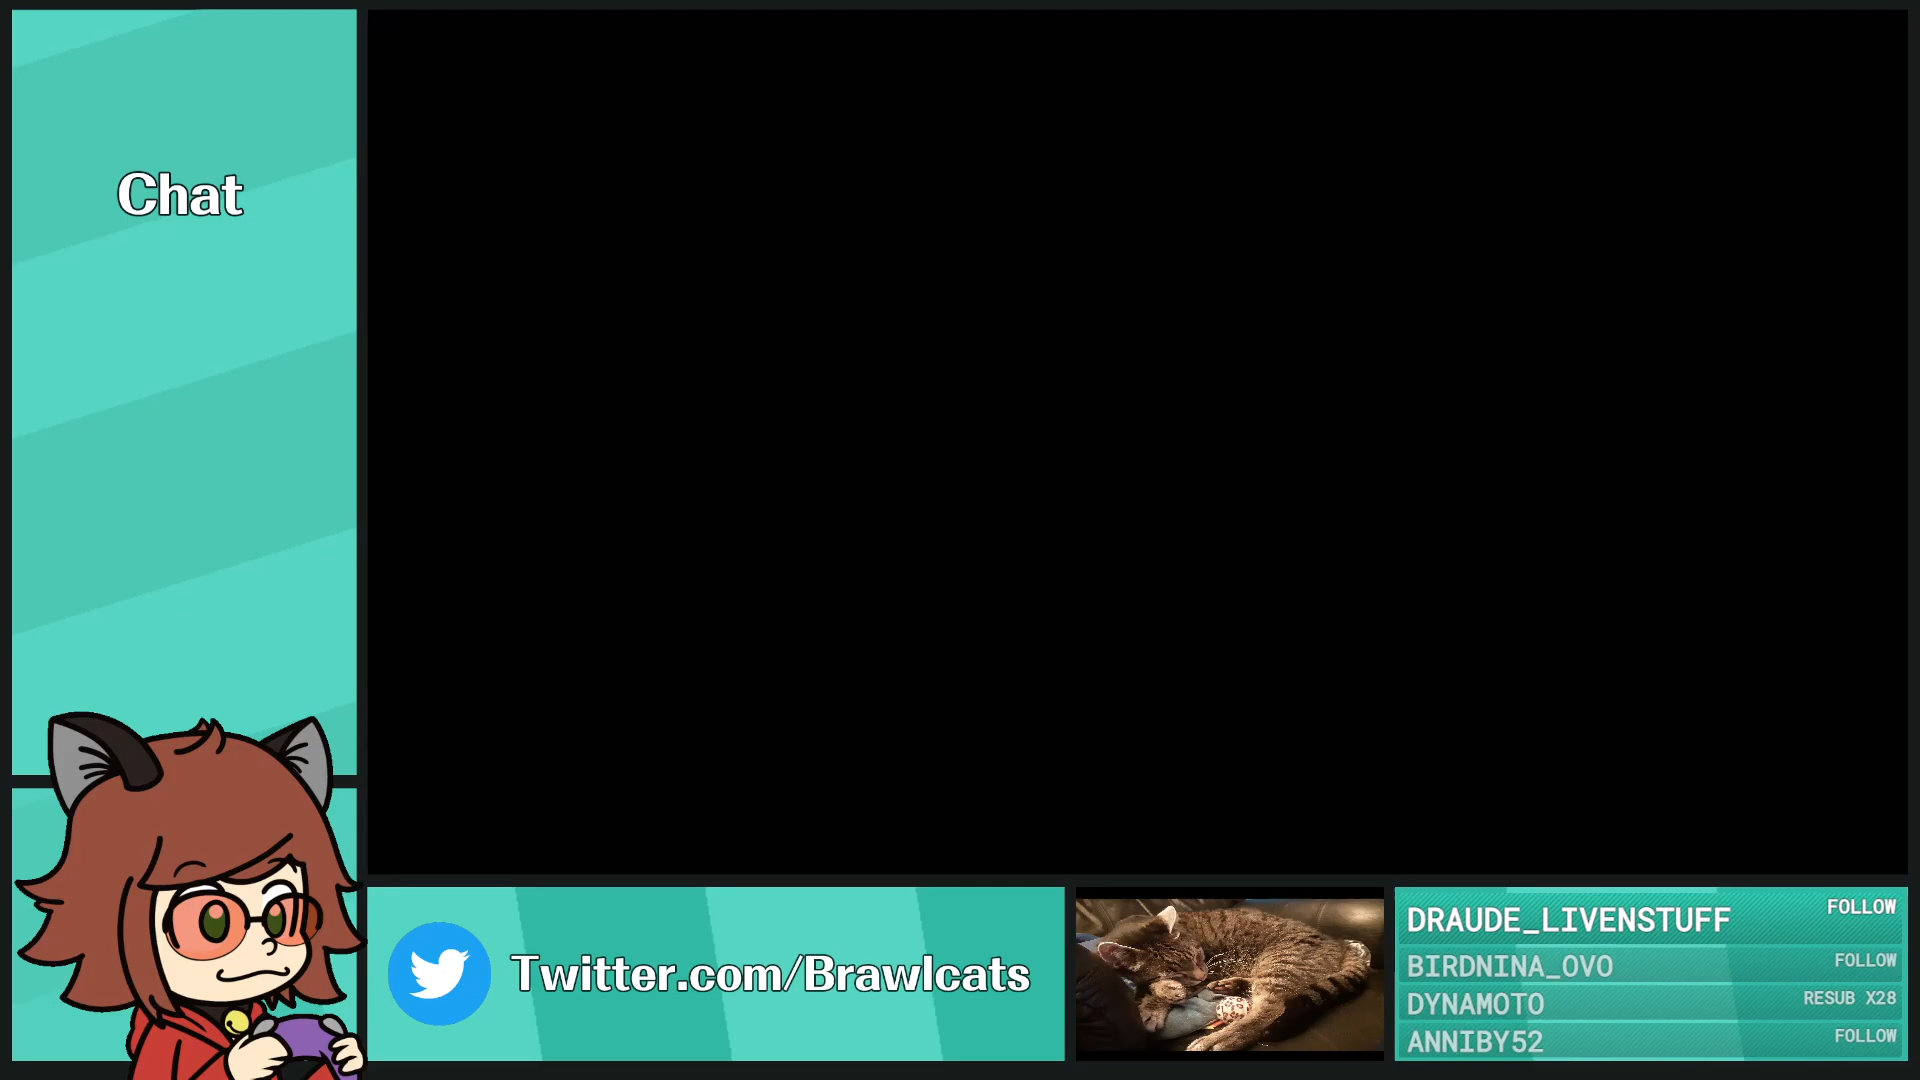 Chat
Twitter.com/Brawlcats
DRAUDE_LIVENSTUFF FOLLOW
BIRDNINA_OVO FOLLOW
DYNAMOTO RESUB X28
ANNIBY52 FOLLOW